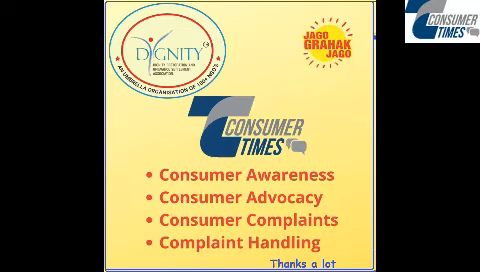 DIGNITY
AN UMBRELLA ORGANISATION OF 100+ NGO'S
JAGO
GRAHAK
JAGO
CONSUMER
TIMES
CONSUMER
TIMES
• Consumer Awareness
• Consumer Advocacy
• Consumer Complaints
• Complaint Handling
Thanks a lot